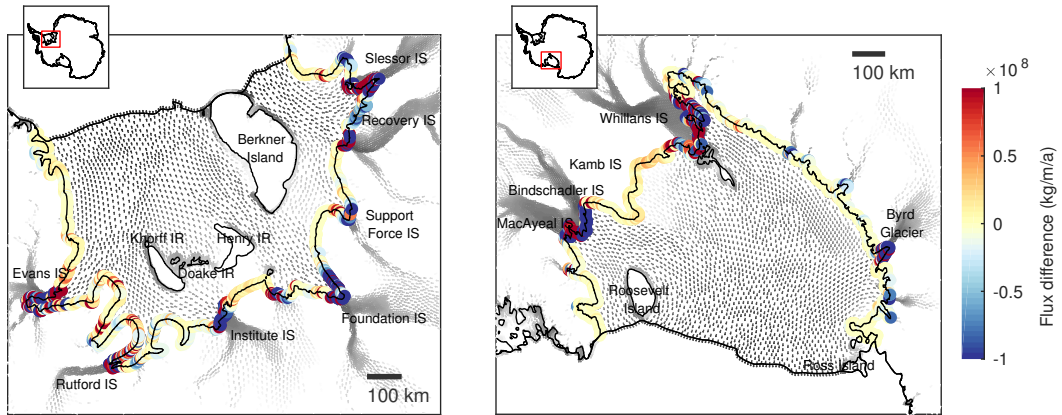 Slessor IS
Recovery IS
Berkner
Island
Support
Force IS
Korff IR
Henry IR
Doake IR
Evans IS
Foundation IS
Institute IS
Rutford IS
100 km
100 km
Whillans IS
Kamb IS
Bindschadler IS
MacAyeal IS
Byrd
Glacier
Roosevelt
Island
Ross Island
×10⁸
1
0.5
0
-0.5
-1
Flux difference (kg/m/a)